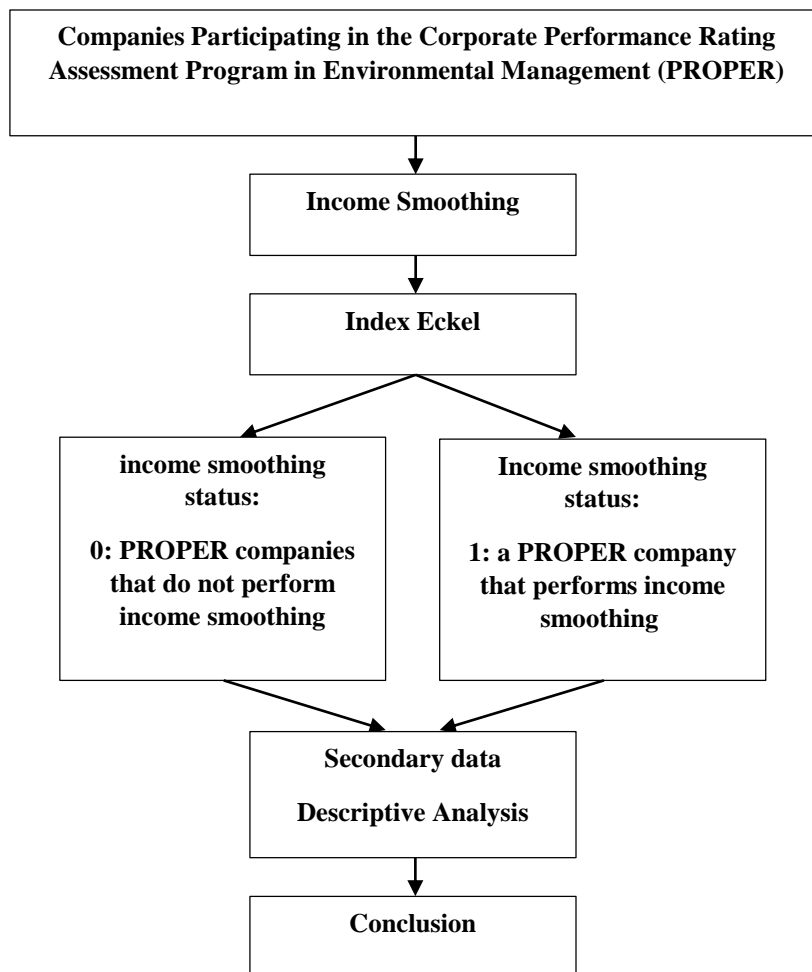 Companies Participating in the Corporate Performance Rating
Assessment Program in Environmental Management (PROPER)
Income Smoothing
Index Eckel
income smoothing
status:
0: PROPER companies
that do not perform
income smoothing
Income smoothing
status:
1: a PROPER company
that performs income
smoothing
Secondary data
Descriptive Analysis
Conclusion